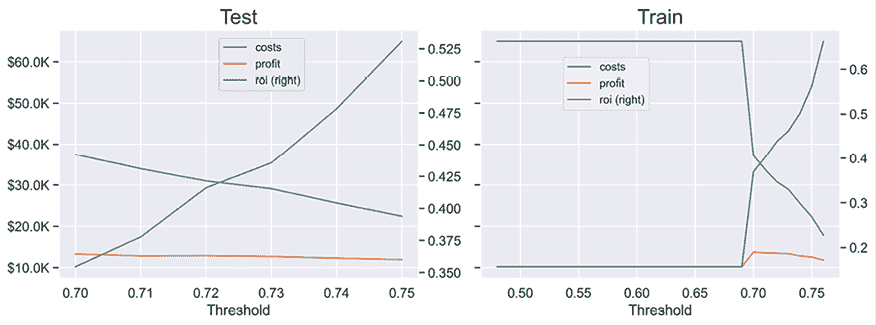 Test
Train
$60.0K
$50.0K
$40.0K
$30.0K
$20.0K
$10.0K
costs
profit
roi (right)
0.525
0.500
0.475
0.450
0.425
0.400
0.375
0.350
0.70 0.71 0.72 0.73 0.74 0.75
Threshold
costs
profit
roi (right)
0.6
0.5
0.4
0.3
0.2
0.50 0.55 0.60 0.65 0.70 0.75
Threshold